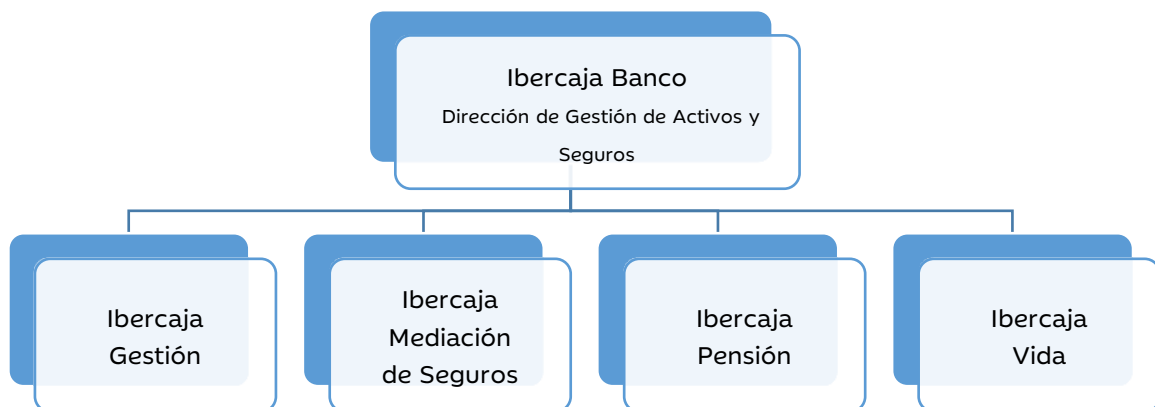 Ibercaja Banco
Dirección de Gestión de Activos y
Seguros
Ibercaja
Gestión
Ibercaja
Mediación
de Seguros
Ibercaja
Pensión
Ibercaja
Vida